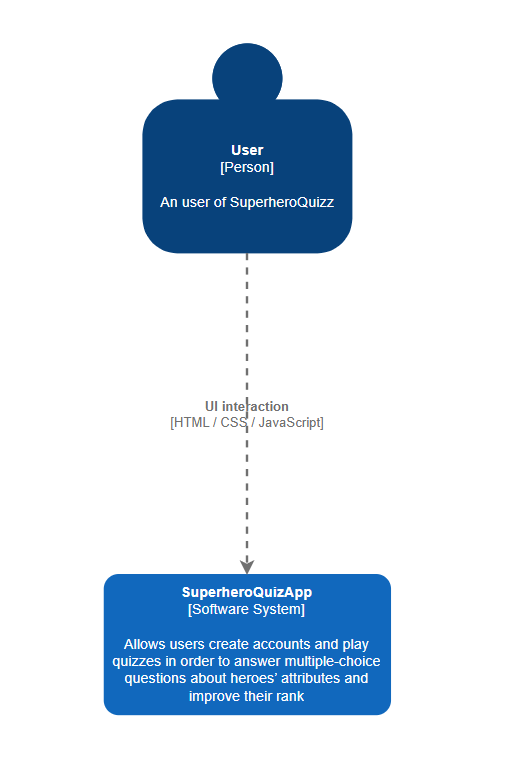 User
[Person]
An user of SuperheroQuizz
UI interaction
[HTML / CSS / JavaScript]
SuperheroQuizApp
[Software System]
Allows users create accounts and play
quizzes in order to answer multiple-choice
questions about heroes’ attributes and
improve their rank